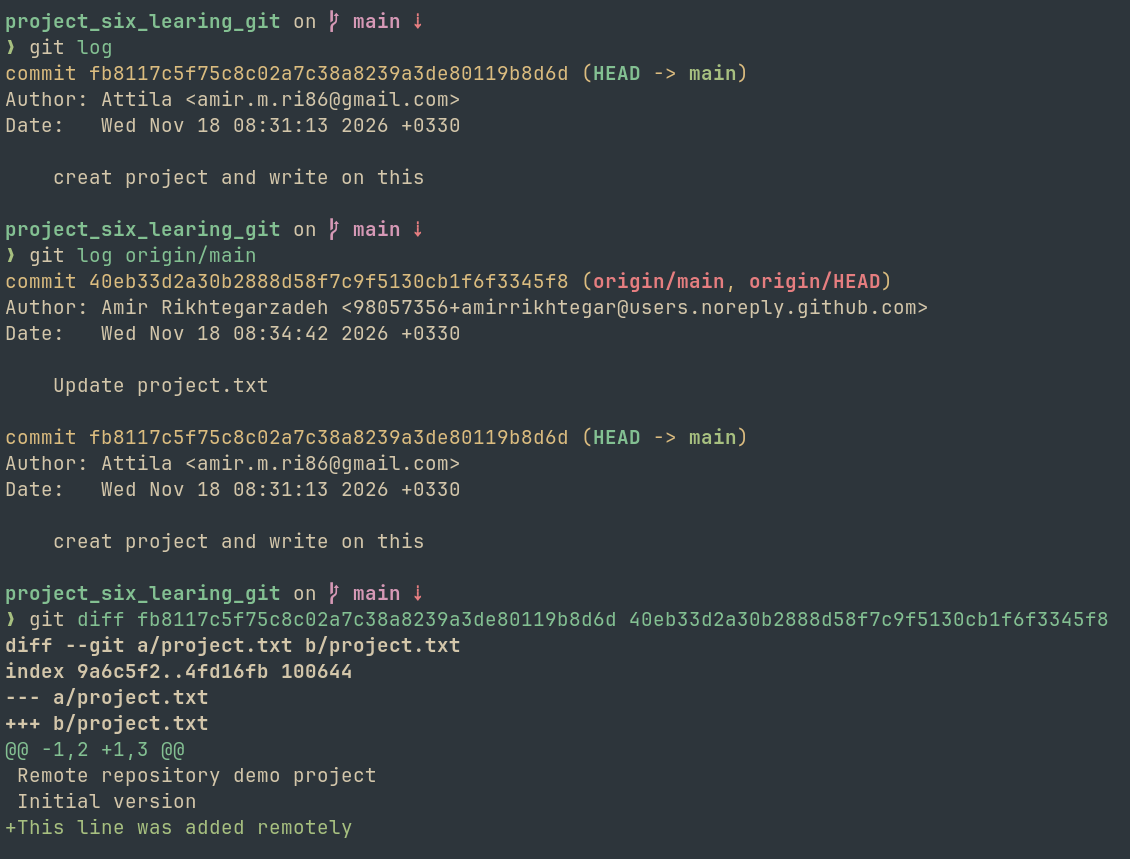 project_six_learing_git on main ⇣
❱ git log
commit fb8117c5f75c8c02a7c38a8239a3de80119b8d6d (HEAD -> main)
Author: Attila <amir.m.ri86@gmail.com>
Date:   Wed Nov 18 08:31:13 2026 +0330
    creat project and write on this
project_six_learing_git on main ⇣
❱ git log origin/main
commit 40eb33d2a30b2888d58f7c9f5130cb1f6f3345f8 (origin/main, origin/HEAD)
Author: Amir Rikhtegarzadeh <98057356+amirrikhtegar@users.noreply.github.com>
Date:   Wed Nov 18 08:34:42 2026 +0330
    Update project.txt
commit fb8117c5f75c8c02a7c38a8239a3de80119b8d6d (HEAD -> main)
Author: Attila <amir.m.ri86@gmail.com>
Date:   Wed Nov 18 08:31:13 2026 +0330
    creat project and write on this
project_six_learing_git on main ⇣
❱ git diff fb8117c5f75c8c02a7c38a8239a3de80119b8d6d 40eb33d2a30b2888d58f7c9f5130cb1f6f3345f8
diff --git a/project.txt b/project.txt
index 9a6c5f2..4fd16fb 100644
--- a/project.txt
+++ b/project.txt
@@ -1,2 +1,3 @@
 Remote repository demo project
 Initial version
+This line was added remotely